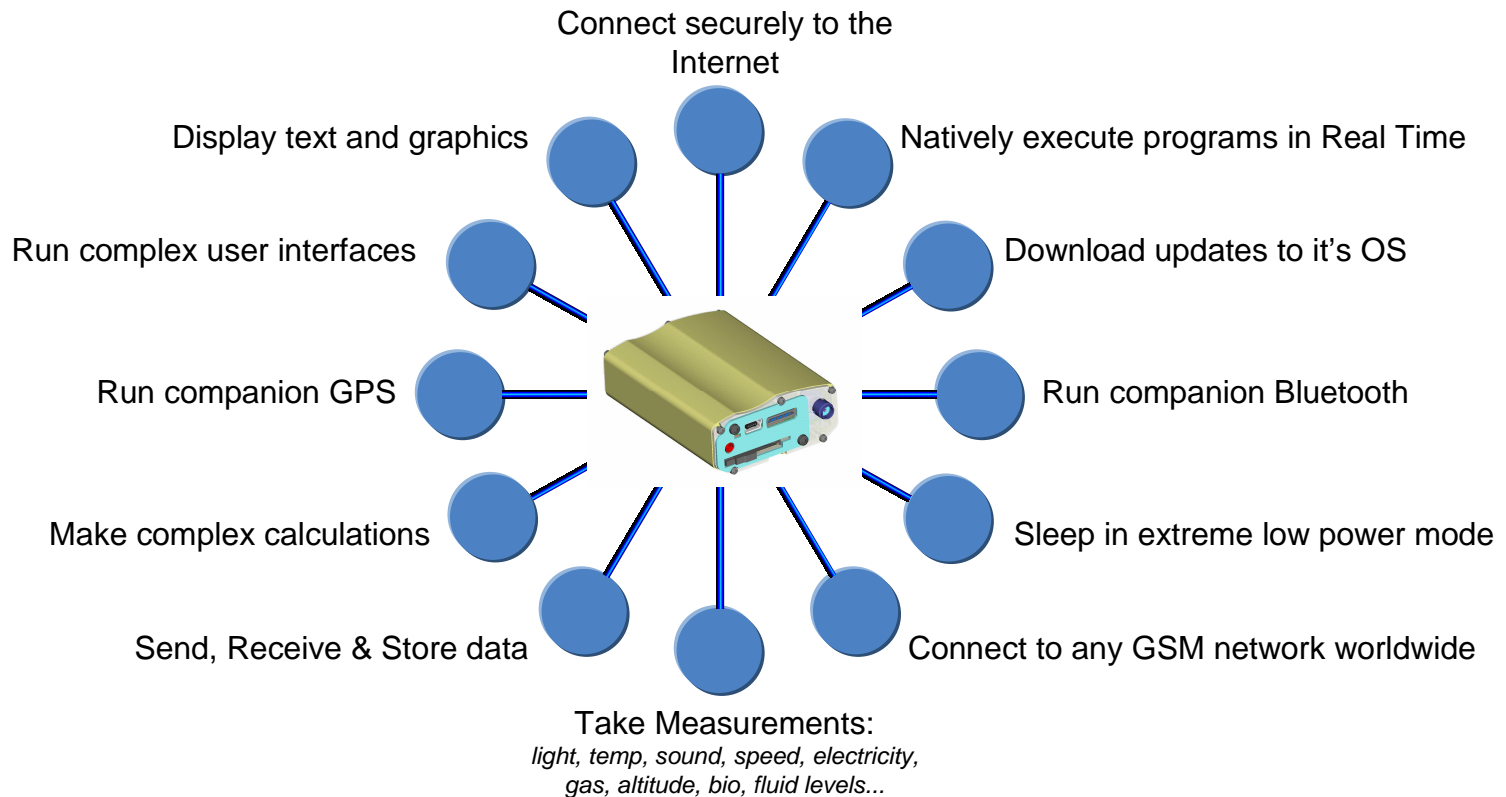 Connect securely to the
Internet
Display text and graphics
Natively execute programs in Real Time
Run complex user interfaces
Download updates to it’s OS
Run companion GPS
Run companion Bluetooth
Make complex calculations
Sleep in extreme low power mode
Send, Receive & Store data
Connect to any GSM network worldwide
Take Measurements:
light, temp, sound, speed, electricity,
gas, altitude, bio, fluid levels...